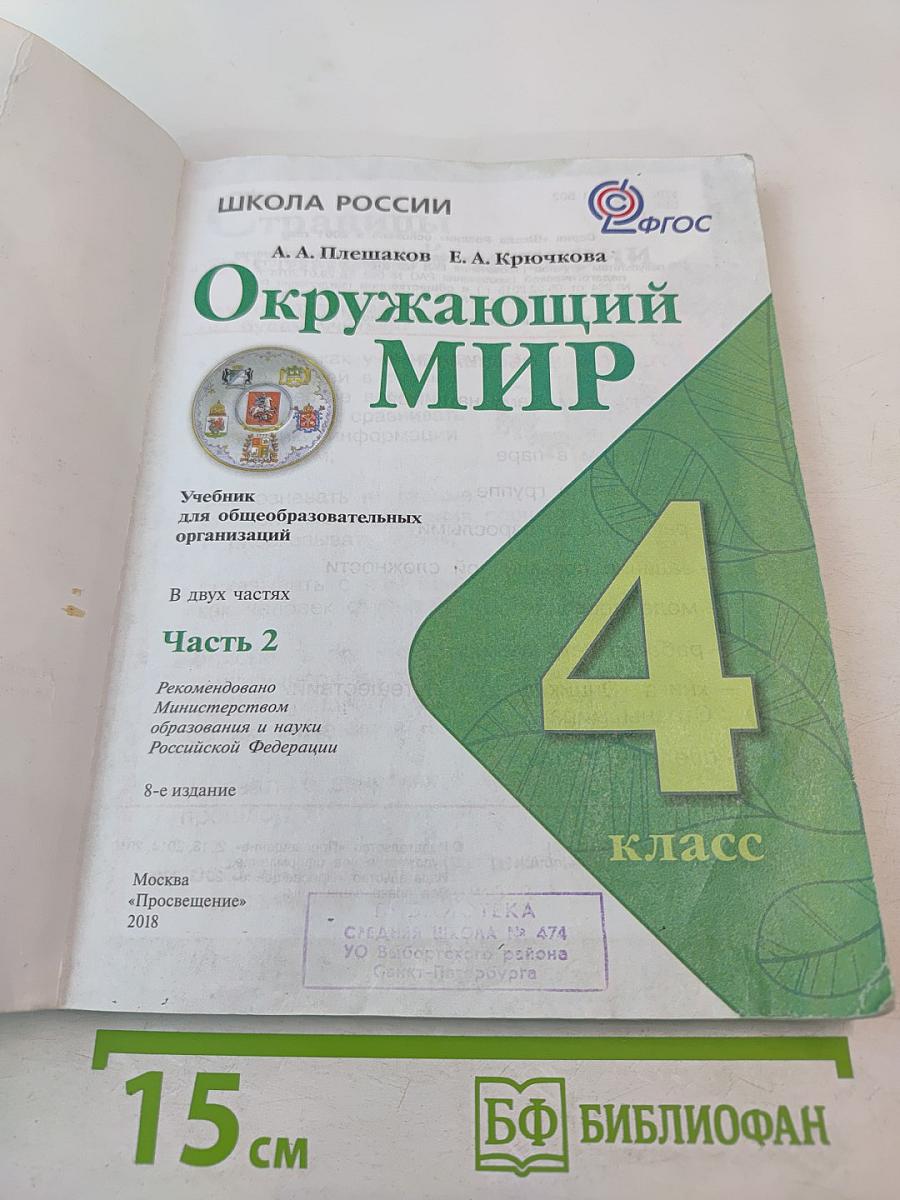 ШКОЛА РОССИИ
ФГОС
А. А. Плешаков Е. А. Крючкова
Окружающий
МИР
Учебник
для общеобразовательных
организаций
В двух частях
Часть 2
Рекомендовано
Министерством
образования и науки
Российской Федерации
8-е издание
4
класс
Москва
«Просвещение»
2018
БИБЛИОТЕКА
СРЕДНЯЯ ШКОЛА № 474
УО Выборгского района
Санкт-Петербурга
15 см
БФ БИБЛИОФАН